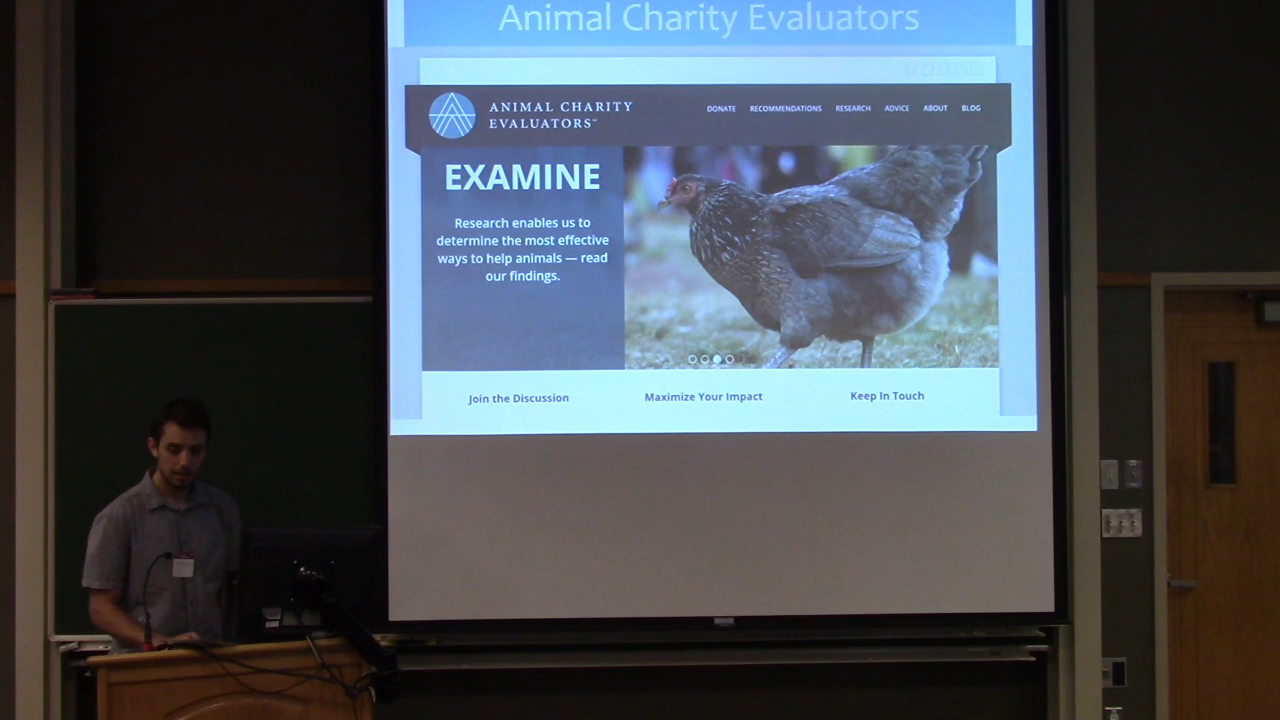 Animal Charity Evaluators
ANIMAL CHARITY
EVALUATORS™
DONATE RECOMMENDATIONS RESEARCH ADVICE ABOUT BLOG
EXAMINE
Research enables us to
determine the most effective
ways to help animals — read
our findings.
Join the Discussion Maximize Your Impact Keep In Touch